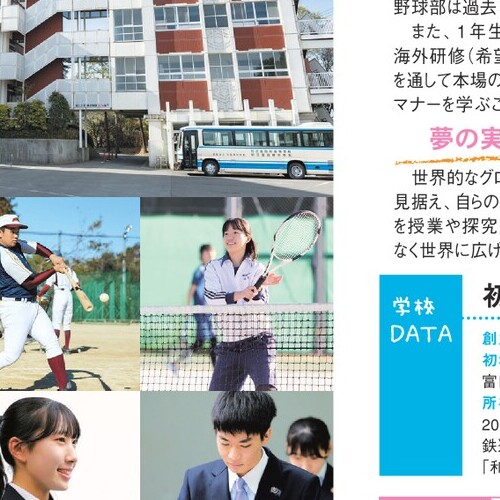 野球部は過去
また、１年生
海外研修（希望
を通して本場の
マナーを学ぶこ
夢の実
世界的なグロ
見据え、自らの
を授業や探究
なく世界に広げ
学校
DATA
初
創
初
富
所
20
鉄
「和